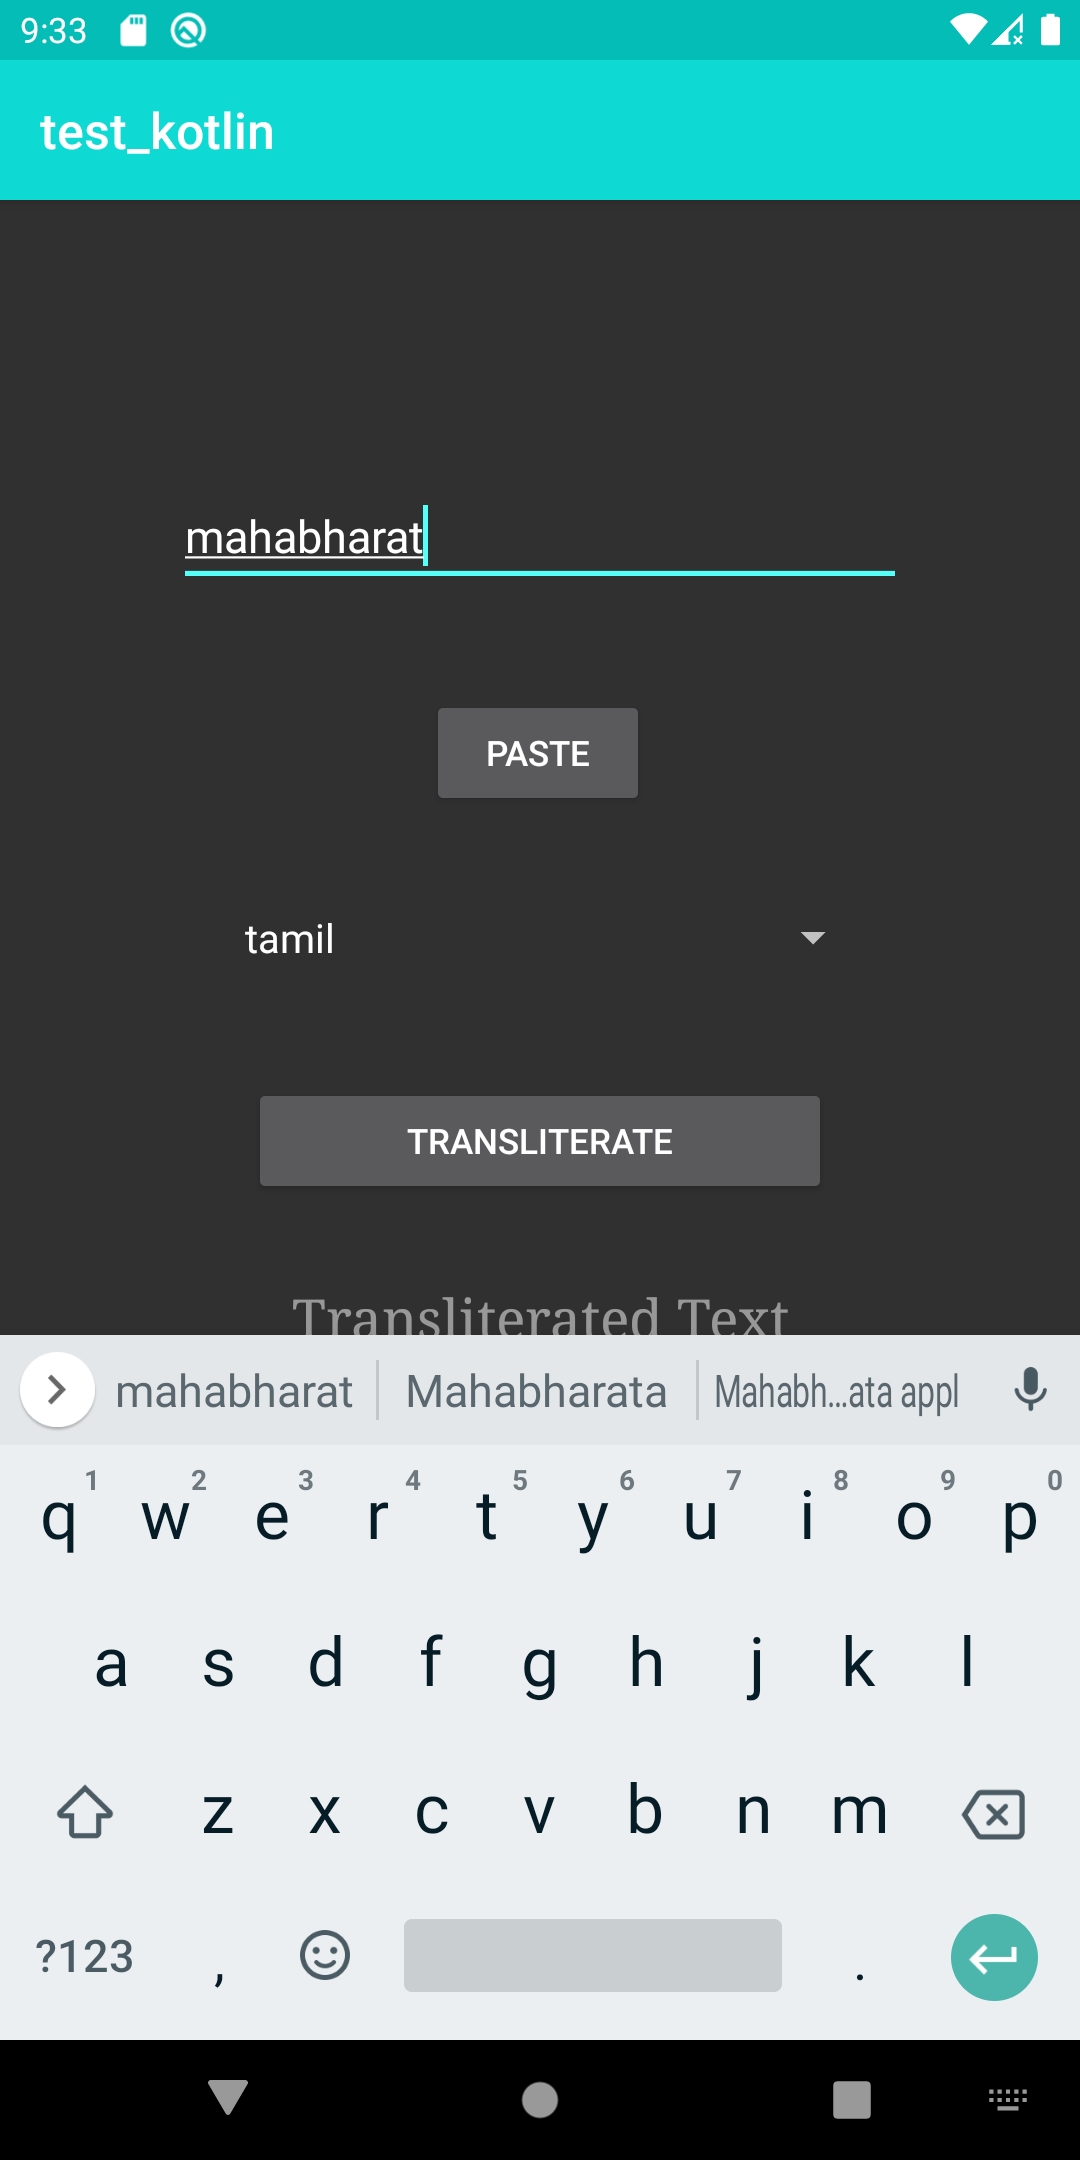 9:33
test_kotlin
mahabharat
PASTE
tamil
TRANSLITERATE
Transliterated Text
mahabharat Mahabharata Mahabh...ata appl
1 2 3 4 5 6 7 8 9 0
q w e r t y u i o p
a s d f g h j k l
z x c v b n m
?123 , .